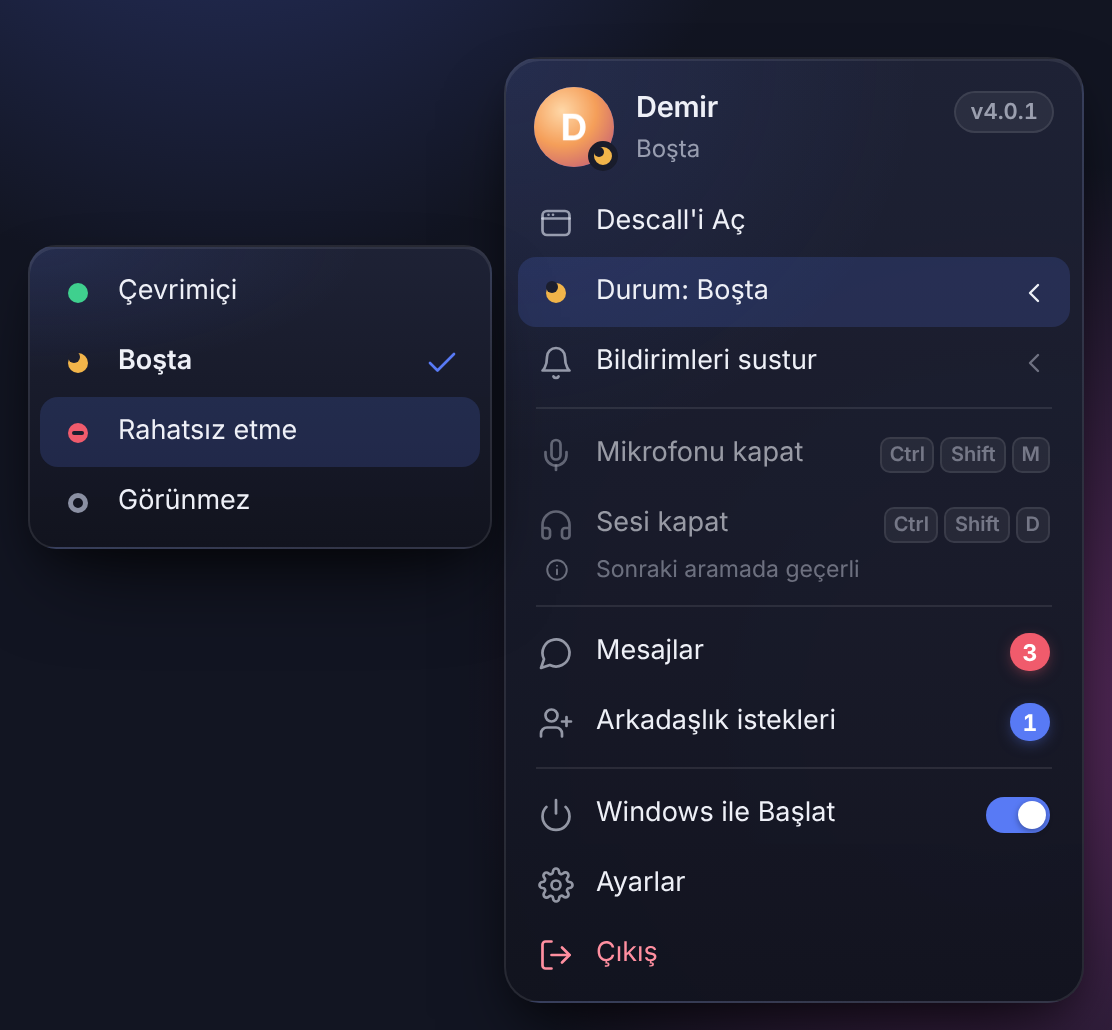 Çevrimiçi
Boşta
Rahatsız etme
Görünmez
D
Demir
v4.0.1
Boşta
Descall'i Aç
Durum: Boşta
Bildirimleri sustur
Mikrofonu kapat Ctrl Shift M
Sesi kapat Ctrl Shift D
Sonraki aramada geçerli
Mesajlar 3
Arkadaşlık istekleri 1
Windows ile Başlat
Ayarlar
Çıkış